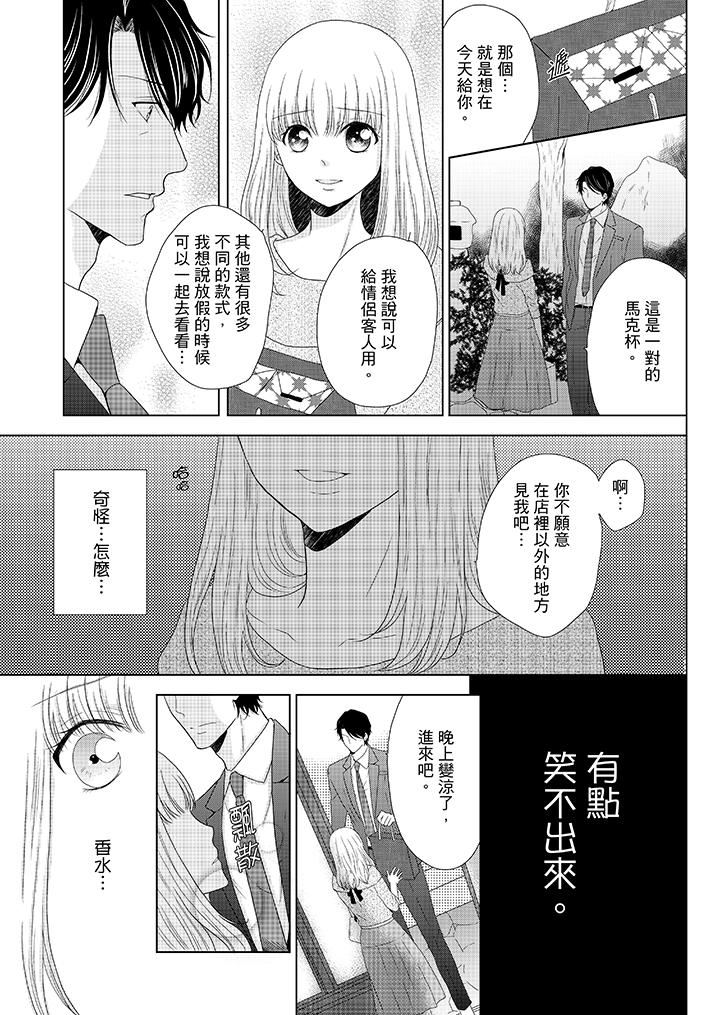 那個…
就是想在
今天給你。
遞
這是一對的
馬克杯。
我想說可以
給情侶客人用。
其他還有很多
不同的款式，
我想說放假的時候
可以一起去看看…
啊…
你不願意
在店裡以外的地方
見我吧…
奇怪…怎麼…
有點
笑不出來。
晚上變涼了，
進來吧。
飄散
香水…